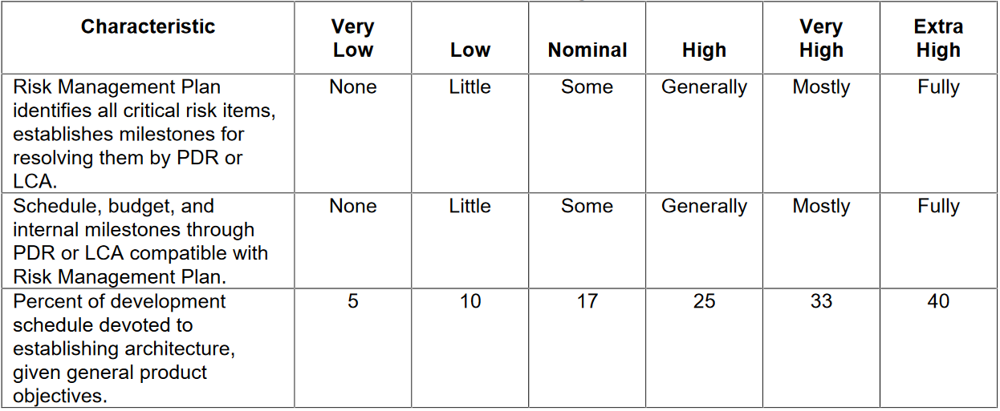 Characteristic Very Low Low Nominal High Very High Extra High
Risk Management Plan None Little Some Generally Mostly Fully
identifies all critical risk items,
establishes milestones for
resolving them by PDR or
LCA.
Schedule, budget, and None Little Some Generally Mostly Fully
internal milestones through
PDR or LCA compatible with
Risk Management Plan.
Percent of development 5 10 17 25 33 40
schedule devoted to
establishing architecture,
given general product
objectives.